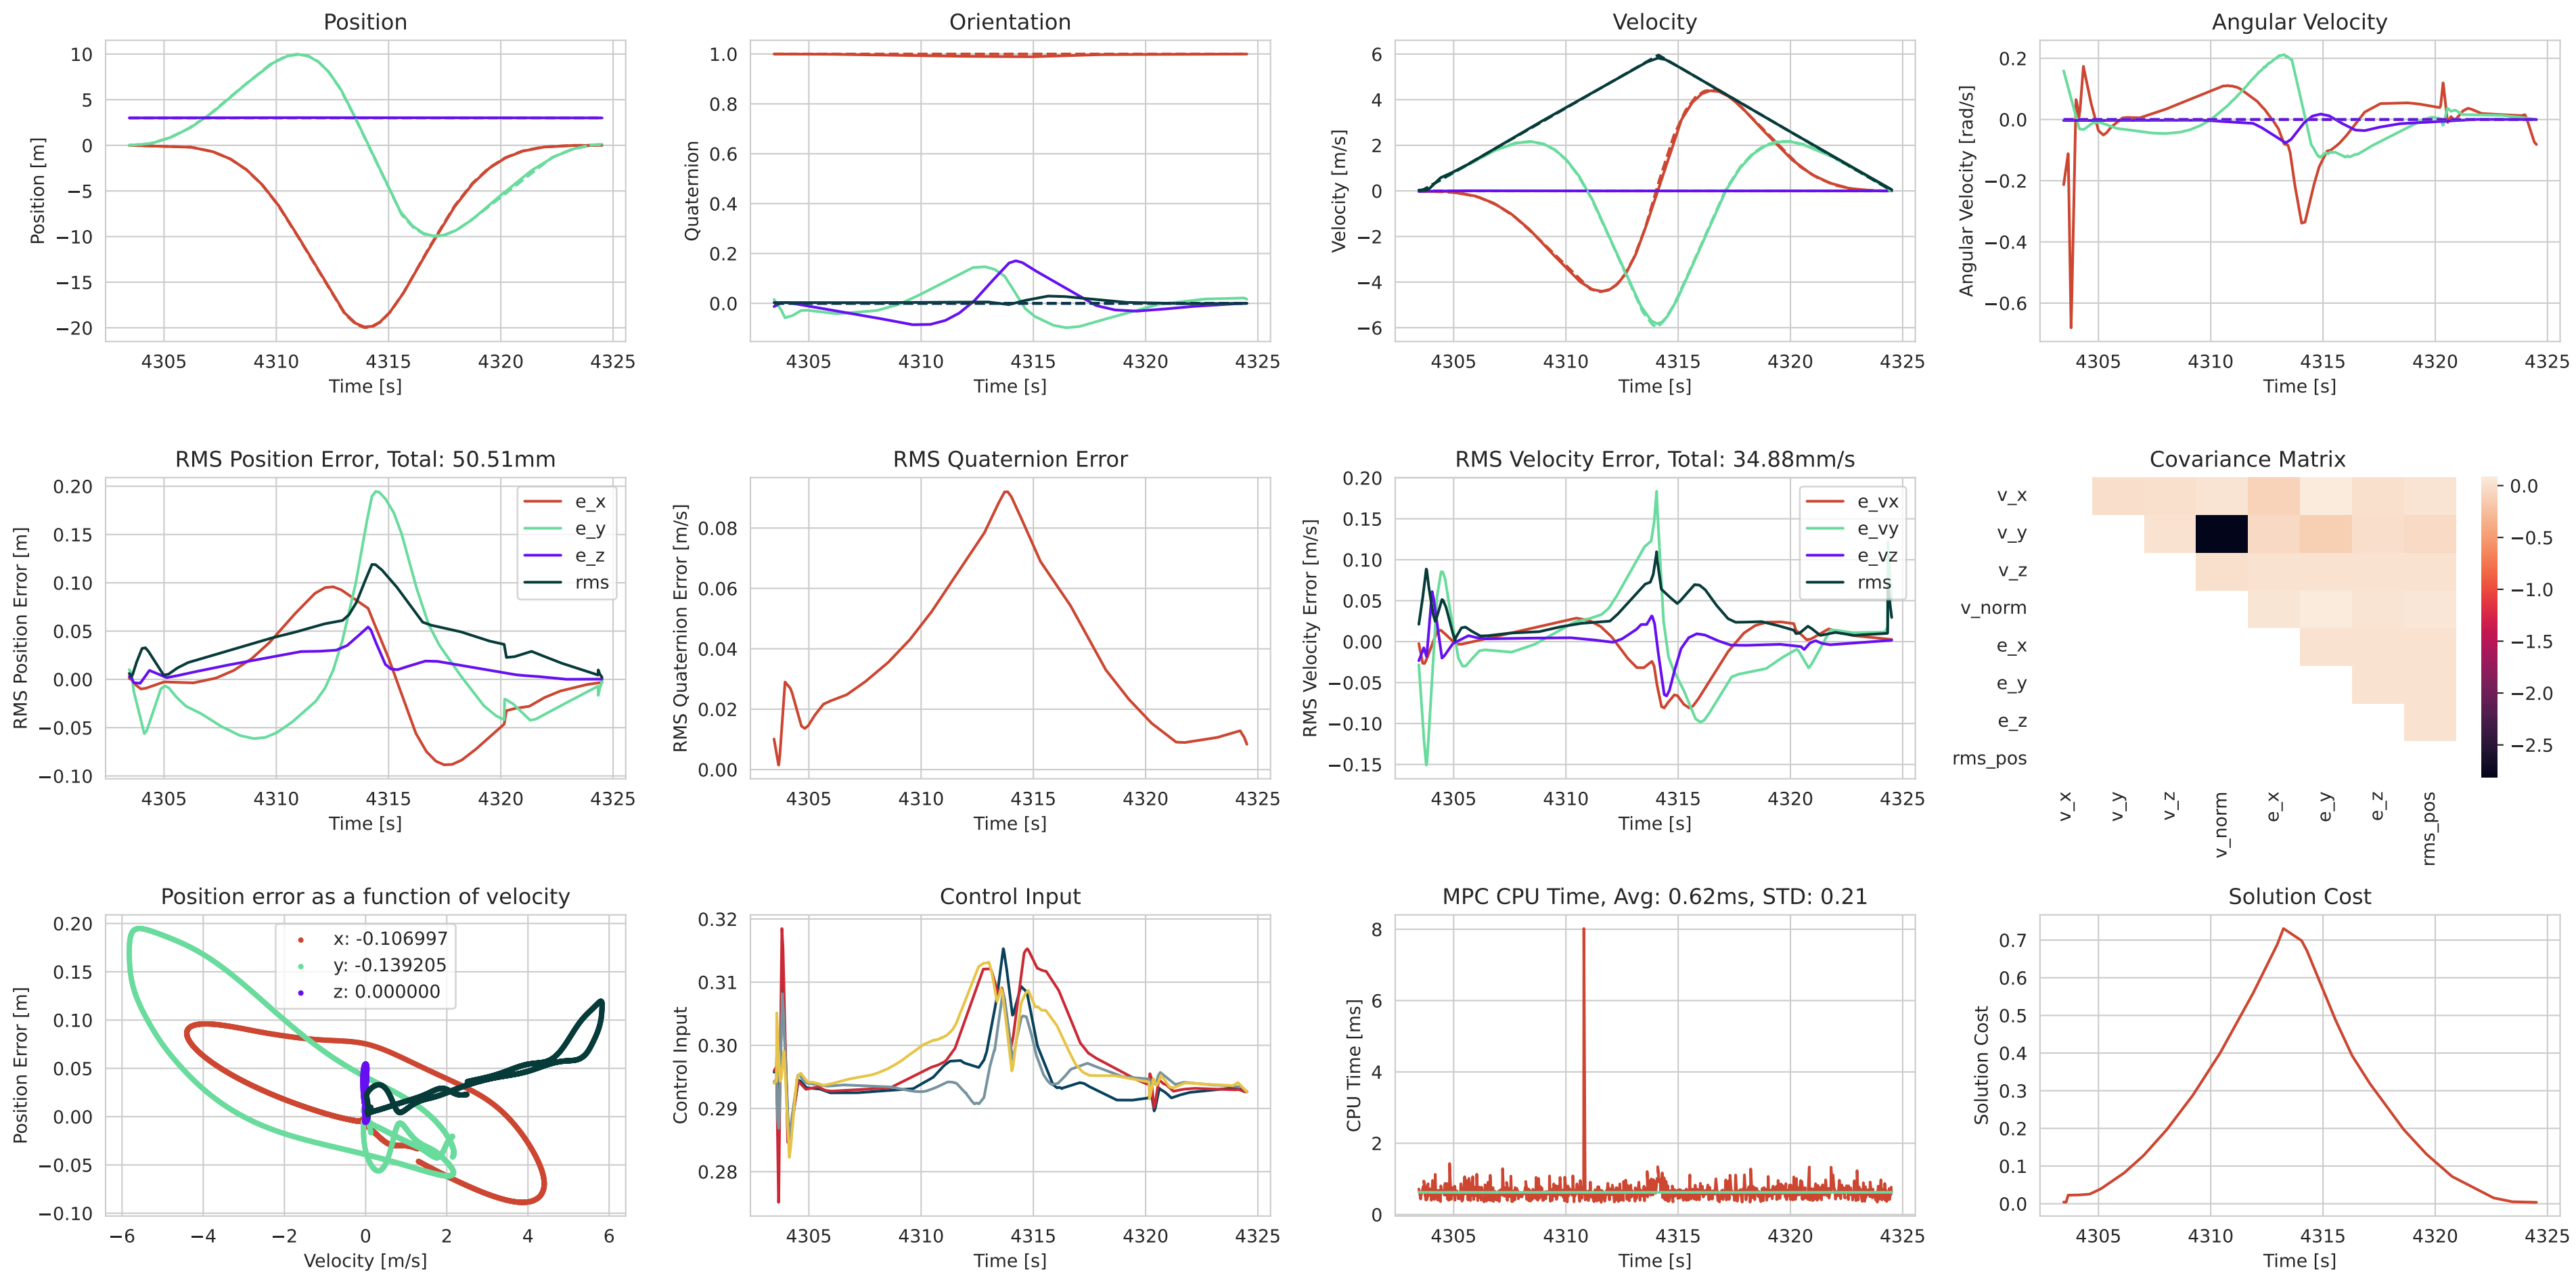 Position
Position [m]
10
5
0
−5
−10
−15
−20
4305 4310 4315 4320 4325
Time [s]
Orientation
Quaternion
1.0
0.8
0.6
0.4
0.2
0.0
4305 4310 4315 4320 4325
Time [s]
Velocity
Velocity [m/s]
6
4
2
0
−2
−4
−6
4305 4310 4315 4320 4325
Time [s]
Angular Velocity
Angular Velocity [rad/s]
0.2
0.0
−0.2
−0.4
−0.6
4305 4310 4315 4320 4325
Time [s]
RMS Position Error, Total: 50.51mm
RMS Position Error [m]
0.20
0.15
0.10
0.05
0.00
−0.05
−0.10
e_x
e_y
e_z
rms
4305 4310 4315 4320 4325
Time [s]
RMS Quaternion Error
RMS Quaternion Error [m/s]
0.08
0.06
0.04
0.02
0.00
4305 4310 4315 4320 4325
Time [s]
RMS Velocity Error, Total: 34.88mm/s
RMS Velocity Error [m/s]
0.20
0.15
0.10
0.05
0.00
−0.05
−0.10
−0.15
e_vx
e_vy
e_vz
rms
4305 4310 4315 4320 4325
Time [s]
Covariance Matrix
v_x
v_y
v_z
v_norm
e_x
e_y
e_z
rms_pos
v_x
v_y
v_z
v_norm
e_x
e_y
e_z
rms_pos
0.0
−0.5
−1.0
−1.5
−2.0
−2.5
Position error as a function of velocity
Position Error [m]
0.20
0.15
0.10
0.05
0.00
−0.05
−0.10
x: -0.106997
y: -0.139205
z: 0.000000
−6 −4 −2 0 2 4 6
Velocity [m/s]
Control Input
Control Input
0.32
0.31
0.30
0.29
0.28
4305 4310 4315 4320 4325
Time [s]
MPC CPU Time, Avg: 0.62ms, STD: 0.21
CPU Time [ms]
8
6
4
2
0
4305 4310 4315 4320 4325
Time [s]
Solution Cost
Solution Cost
0.7
0.6
0.5
0.4
0.3
0.2
0.1
0.0
4305 4310 4315 4320 4325
Time [s]